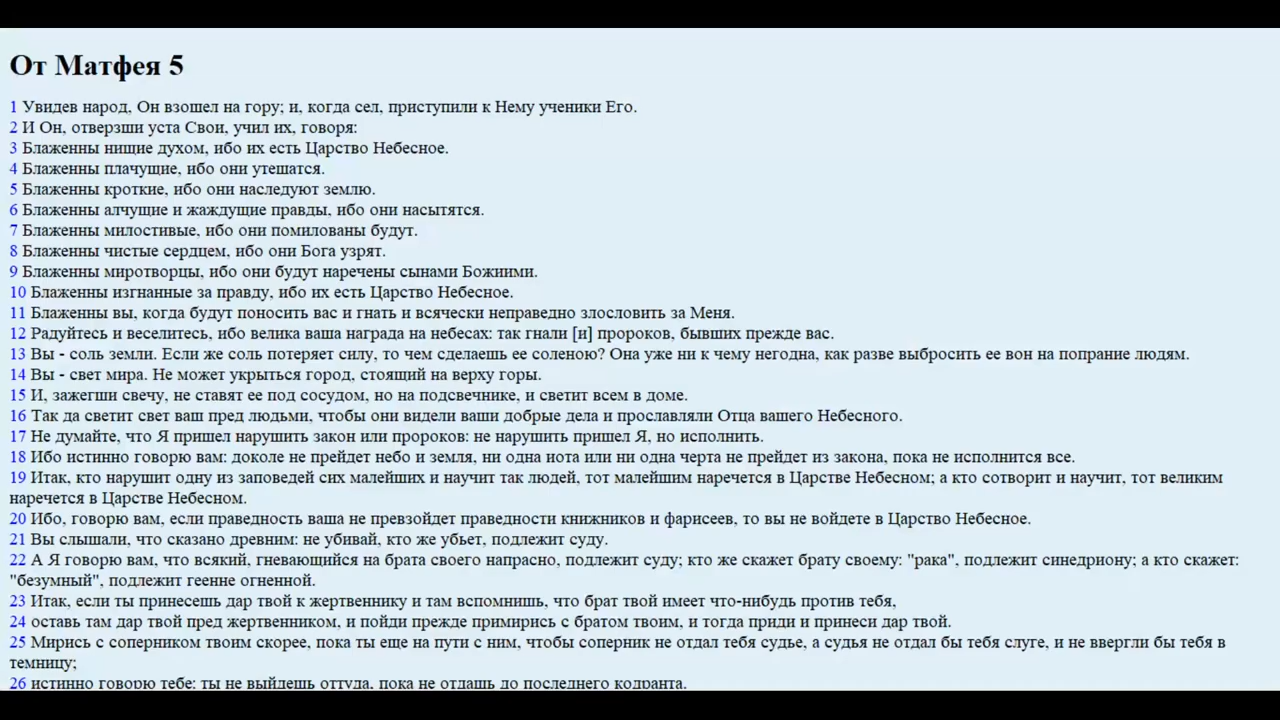 От Матфея 5
1 Увидев народ, Он взошел на гору; и, когда сел, приступили к Нему ученики Его.
2 И Он, отверзши уста Свои, учил их, говоря:
3 Блаженны нищие духом, ибо их есть Царство Небесное.
4 Блаженны плачущие, ибо они утешатся.
5 Блаженны кроткие, ибо они наследуют землю.
6 Блаженны алчущие и жаждущие правды, ибо они насытятся.
7 Блаженны милостивые, ибо они помилованы будут.
8 Блаженны чистые сердцем, ибо они Бога узрят.
9 Блаженны миротворцы, ибо они будут наречены сынами Божиими.
10 Блаженны изгнанные за правду, ибо их есть Царство Небесное.
11 Блаженны вы, когда будут поносить вас и гнать и всячески неправедно злословить за Меня.
12 Радуйтесь и веселитесь, ибо велика ваша награда на небесах: так гнали [и] пророков, бывших прежде вас.
13 Вы - соль земли. Если же соль потеряет силу, то чем сделаешь ее соленою? Она уже ни к чему негодна, как разве выбросить ее вон на попрание людям.
14 Вы - свет мира. Не может укрыться город, стоящий на верху горы.
15 И, зажегши свечу, не ставят ее под сосудом, но на подсвечнике, и светит всем в доме.
16 Так да светит свет ваш пред людьми, чтобы они видели ваши добрые дела и прославляли Отца вашего Небесного.
17 Не думайте, что Я пришел нарушить закон или пророков: не нарушить пришел Я, но исполнить.
18 Ибо истинно говорю вам: доколе не прейдет небо и земля, ни одна иота или ни одна черта не прейдет из закона, пока не исполнится все.
19 Итак, кто нарушит одну из заповедей сих малейших и научит так людей, тот малейшим наречется в Царстве Небесном; а кто сотворит и научит, тот великим
наречется в Царстве Небесном.
20 Ибо, говорю вам, если праведность ваша не превзойдет праведности книжников и фарисеев, то вы не войдете в Царство Небесное.
21 Вы слышали, что сказано древним: не убивай, кто же убьет, подлежит суду.
22 А Я говорю вам, что всякий, гневающийся на брата своего напрасно, подлежит суду; кто же скажет брату своему: "рака", подлежит синедриону; а кто скажет:
"безумный", подлежит геенне огненной.
23 Итак, если ты принесешь дар твой к жертвеннику и там вспомнишь, что брат твой имеет что-нибудь против тебя,
24 оставь там дар твой пред жертвенником, и пойди прежде примирись с братом твоим, и тогда приди и принеси дар твой.
25 Мирись с соперником твоим скорее, пока ты еще на пути с ним, чтобы соперник не отдал тебя судье, а судья не отдал бы тебя слуге, и не ввергли бы тебя в
темницу;
26 истинно говорю тебе: ты не выйдешь оттуда, пока не отдашь до последнего кодранта.